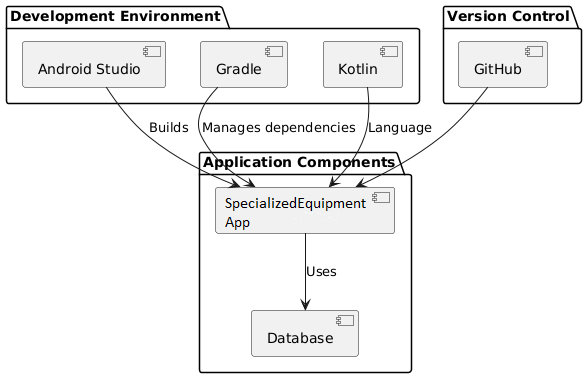 Development Environment
Version Control
Android Studio
Gradle
Kotlin
GitHub
Builds
Manages dependencies
Language
Application Components
SpecializedEquipment
App
Uses
Database